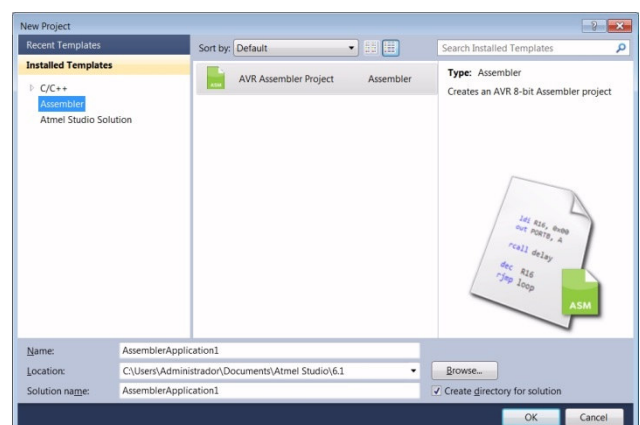 New Project
Recent Templates
Installed Templates
C/C++
Assembler
Atmel Studio Solution
Sort by: Default
Search Installed Templates
ASM AVR Assembler Project Assembler
Type: Assembler
Creates an AVR 8-bit Assembler project
ldi R16, 0x00
out PORTB, A
rcall delay
dec R16
rjmp loop
ASM
Name: AssemblerApplication1
Location: C:\Users\Administrador\Documents\Atmel Studio\6.1 Browse...
Solution name: AssemblerApplication1 Create directory for solution
OK Cancel